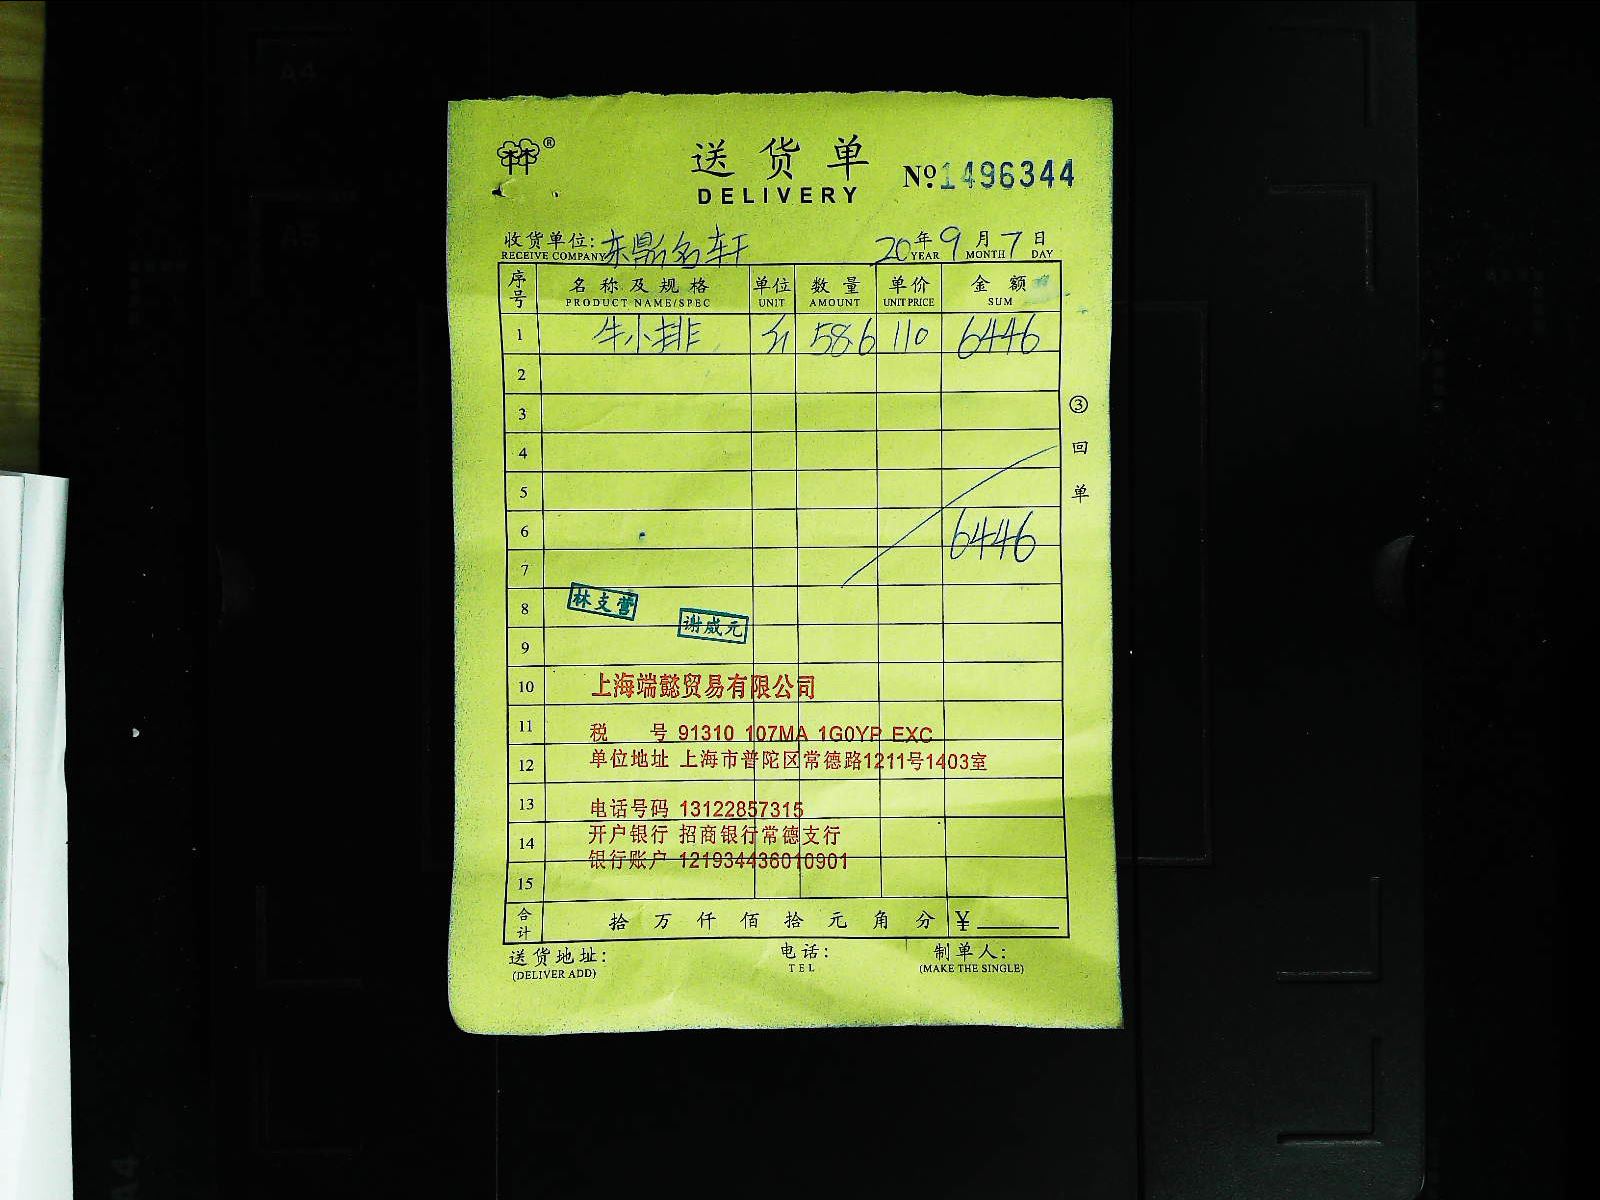 林® 送货单 № 1496344
DELIVERY
收货单位: 东鼎名轩 20年9月7日
RECEIVE COMPANY YEAR MONTH DAY
序号 名称及规格 单位 数量 单价 金额
PRODUCT NAME/SPEC UNIT AMOUNT UNIT PRICE SUM
1 牛小排 斤 58.6 110 6446
2
3
③回单
4
5
6 6446
7
8 林支营 谢威元
9
10 上海端懿贸易有限公司
11 税 号 91310 107MA 1G0YP EXC
12 单位地址 上海市普陀区常德路1211号1403室
13 电话号码 13122857315
14 开户银行 招商银行常德支行
银行账户 121934436010901
15
合计 拾 万 仟 佰 拾 元 角 分 ¥
送货地址: 电话: 制单人:
(DELIVER ADD) TEL (MAKE THE SINGLE)
A4
A5
A4